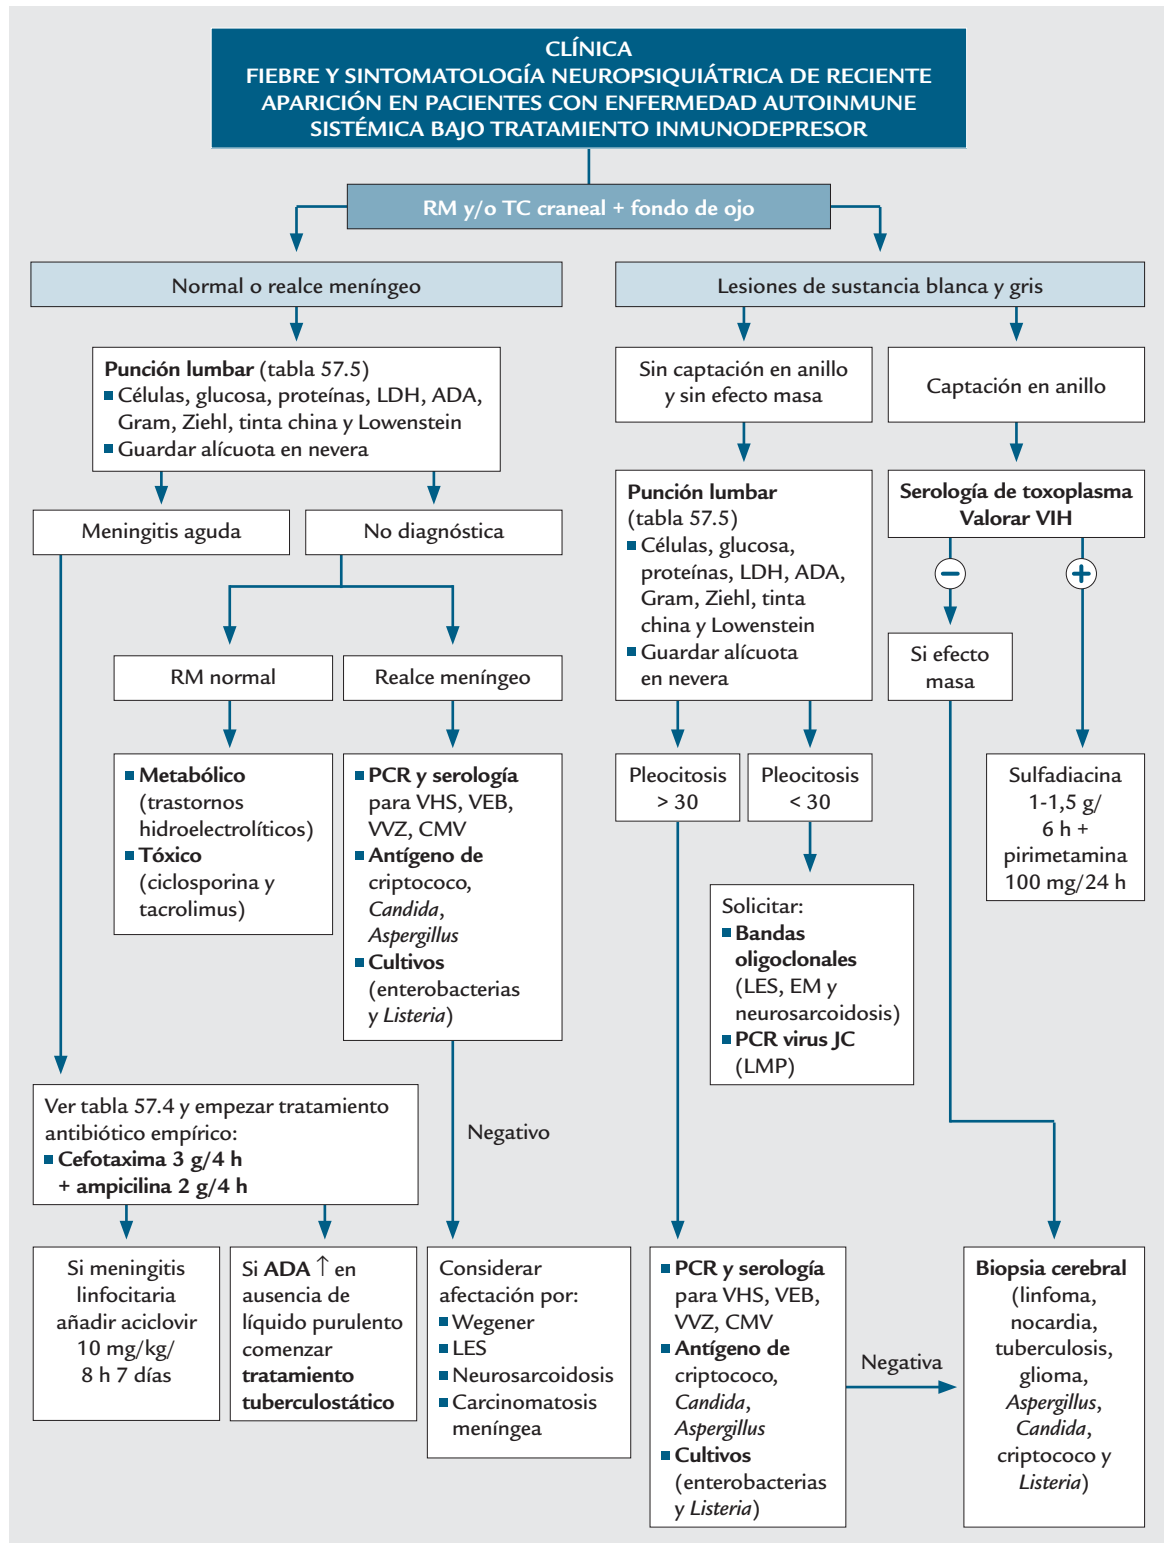 CLÍNICA
FIEBRE Y SINTOMATOLOGÍA NEUROPSIQUIÁTRICA DE RECIENTE
APARICIÓN EN PACIENTES CON ENFERMEDAD AUTOINMUNE
SISTÉMICA BAJO TRATAMIENTO INMUNODEPRESOR
RM y/o TC craneal + fondo de ojo
Normal o realce meníngeo
Lesiones de sustancia blanca y gris
Punción lumbar (tabla 57.5)
■ Células, glucosa, proteínas, LDH, ADA,
Gram, Ziehl, tinta china y Lowenstein
■ Guardar alícuota en nevera
Sin captación en anillo
y sin efecto masa
Captación en anillo
Meningitis aguda
No diagnóstica
Punción lumbar
(tabla 57.5)
■ Células, glucosa,
proteínas, LDH, ADA,
Gram, Ziehl, tinta
china y Lowenstein
■ Guardar alícuota
en nevera
Serología de toxoplasma
Valorar VIH
−
+
RM normal
Realce meníngeo
Si efecto
masa
■ Metabólico
(trastornos
hidroelectrolíticos)
■ Tóxico
(ciclosporina y
tacrolimus)
■ PCR y serología
para VHS, VEB,
VVZ, CMV
■ Antígeno de
criptococo,
Candida,
Aspergillus
■ Cultivos
(enterobacterias
y Listeria)
Pleocitosis
> 30
Pleocitosis
< 30
Sulfadiacina
1-1,5 g/
6 h +
pirimetamina
100 mg/24 h
Solicitar:
■ Bandas
oligoclonales
(LES, EM y
neurosarcoidosis)
■ PCR virus JC
(LMP)
Ver tabla 57.4 y empezar tratamiento
antibiótico empírico:
■ Cefotaxima 3 g/4 h
+ ampicilina 2 g/4 h
Negativo
Si meningitis
linfocitaria
añadir aciclovir
10 mg/kg/
8 h 7 días
Si ADA ↑ en
ausencia de
líquido purulento
comenzar
tratamiento
tuberculostático
Considerar
afectación por:
■ Wegener
■ LES
■ Neurosarcoidosis
■ Carcinomatosis
meníngea
■ PCR y serología
para VHS, VEB,
VVZ, CMV
■ Antígeno de
criptococo,
Candida,
Aspergillus
■ Cultivos
(enterobacterias
y Listeria)
Negativa
Biopsia cerebral
(linfoma,
nocardia,
tuberculosis,
glioma,
Aspergillus,
Candida,
criptococo y
Listeria)